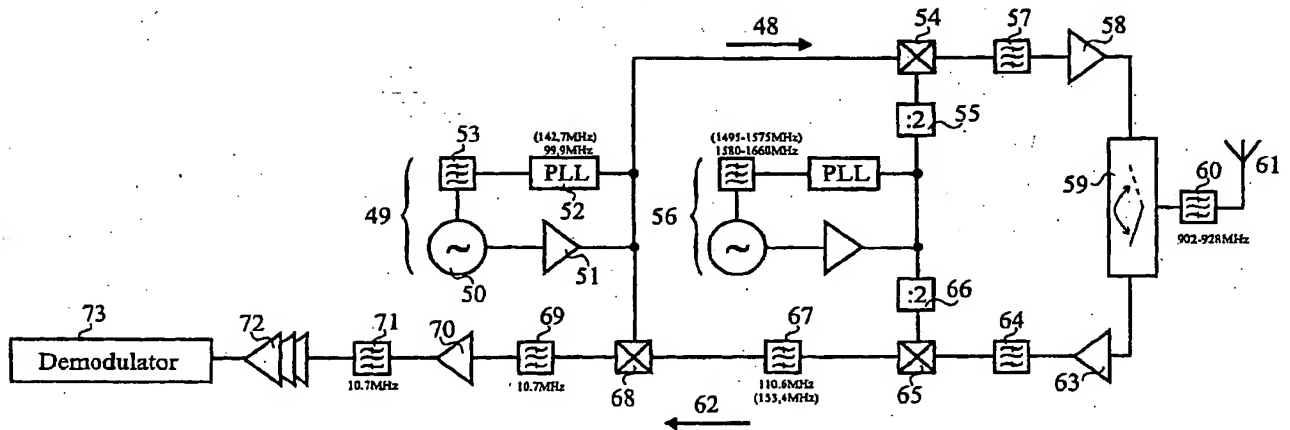 48
54
57
58
:2
55
(142,7MHz)
99,9MHz
53
PLL
52
49
~
50
51
(1495-1575MHz)
1580-1660MHz
PLL
56
~
:2
66
59
60
61
902-928MHz
73
Demodulator
72
71
10.7MHz
70
69
10.7MHz
68
67
110.6MHz
(153,4MHz)
65
64
63
62